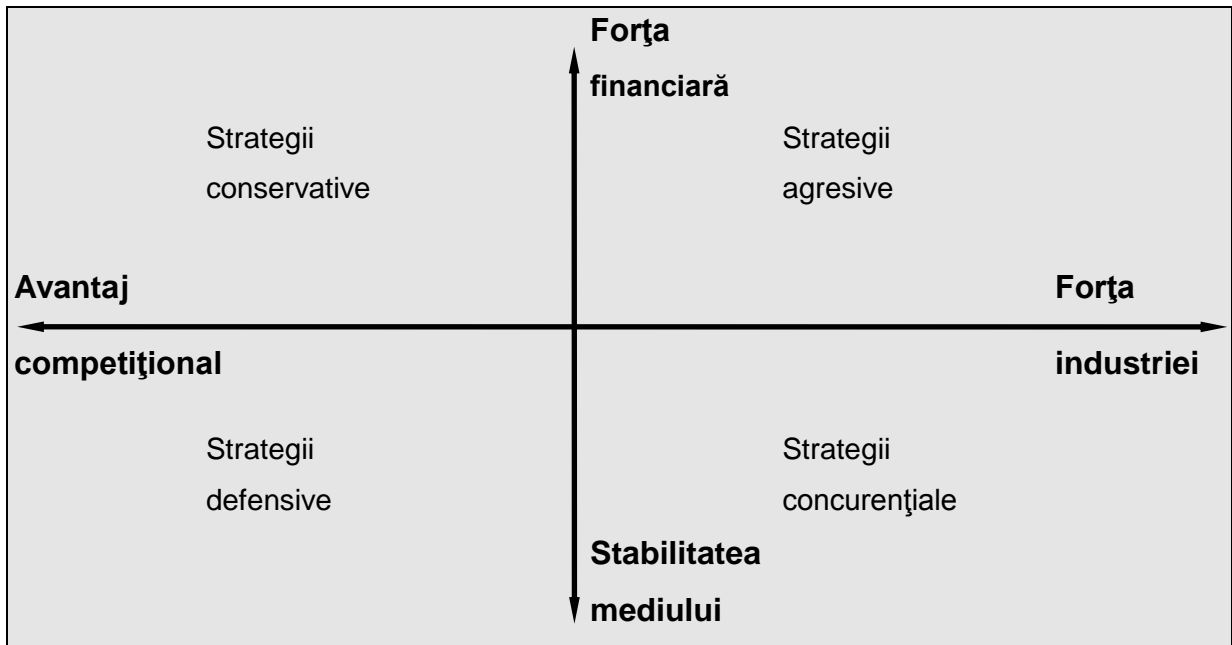 Forţa
financiară
Strategii
conservative
Strategii
agresive
Avantaj
competiţional
Forţa
industriei
Strategii
defensive
Strategii
concurenţiale
Stabilitatea
mediului